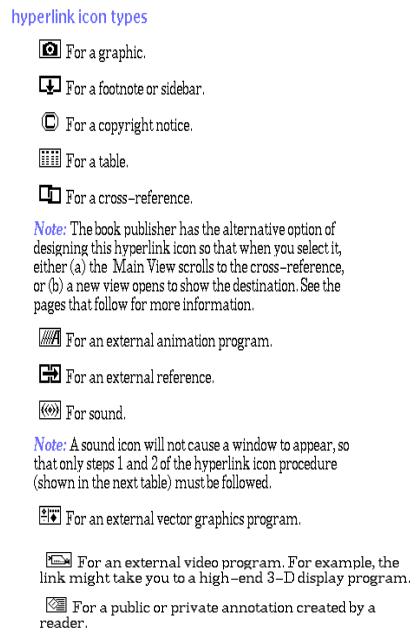 hyperlink icon types
For a graphic.
For a footnote or sidebar.
For a copyright notice.
For a table.
For a cross-reference.
Note: The book publisher has the alternative option of
designing this hyperlink icon so that when you select it,
either (a) the Main View scrolls to the cross-reference,
or (b) a new view opens to show the destination. See the
pages that follow for more information.
For an external animation program.
For an external reference.
For sound.
Note: A sound icon will not cause a window to appear, so
that only steps 1 and 2 of the hyperlink icon procedure
(shown in the next table) must be followed.
For an external vector graphics program.
For an external video program. For example, the
link might take you to a high-end 3-D display program.
For a public or private annotation created by a
reader.